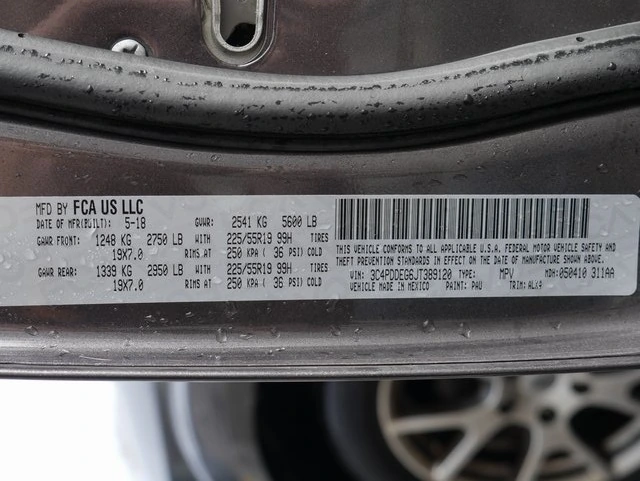 MFD BY FCA US LLC
DATE OF MFR(BUILT): 5-18 GVWR: 2541 KG 5600 LB
GAWR FRONT: 1248 KG 2750 LB WITH 225/55R19 99H TIRES
19X7.0 RIMS AT 250 KPA ( 36 PSI) COLD
GAWR REAR: 1339 KG 2950 LB WITH 225/55R19 99H TIRES
19X7.0 RIMS AT 250 KPA ( 36 PSI) COLD
THIS VEHICLE CONFORMS TO ALL APPLICABLE U.S.A. FEDERAL MOTOR VEHICLE SAFETY AND
THEFT PREVENTION STANDARDS IN EFFECT ON THE DATE OF MANUFACTURE SHOWN ABOVE.
VIN: 3C4PDDEG6JT389120 TYPE: MPV MDH:050410 311AA
VEHICLE MADE IN MEXICO PAINT: PAU TRIM: ALX9